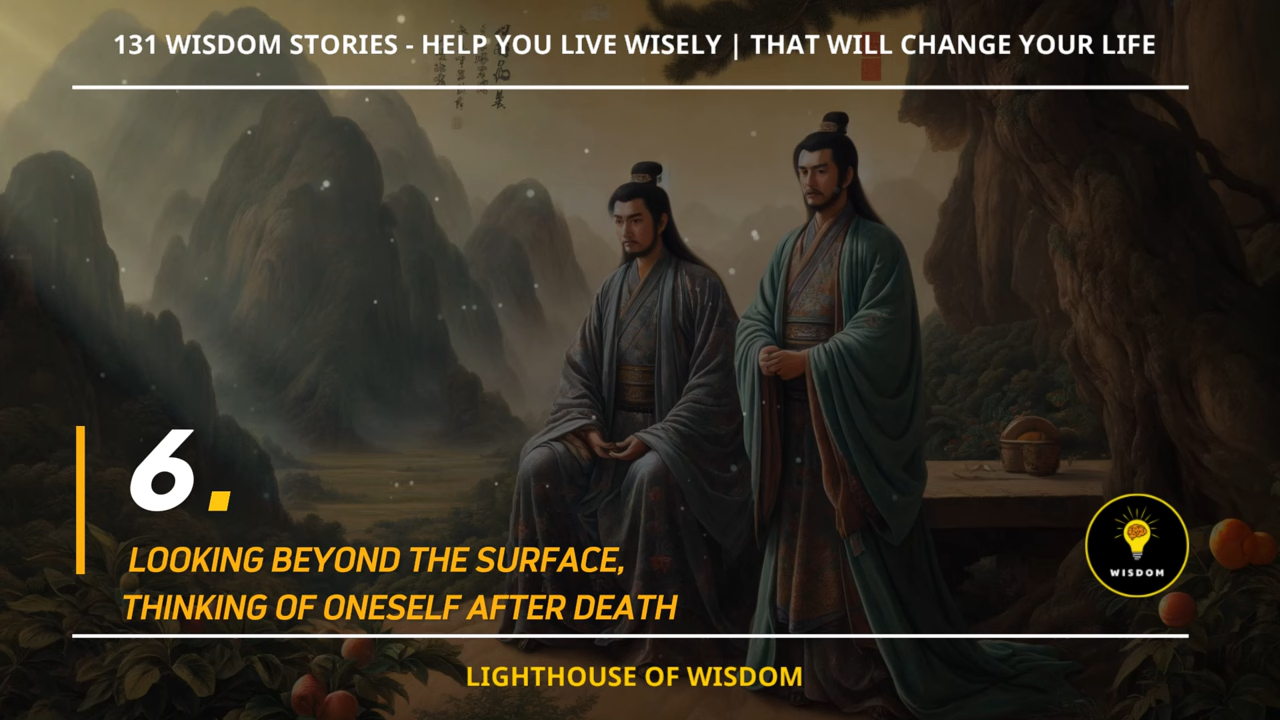 131 WISDOM STORIES - HELP YOU LIVE WISELY | THAT WILL CHANGE YOUR LIFE
6.
LOOKING BEYOND THE SURFACE,
THINKING OF ONESELF AFTER DEATH
WISDOM
LIGHTHOUSE OF WISDOM